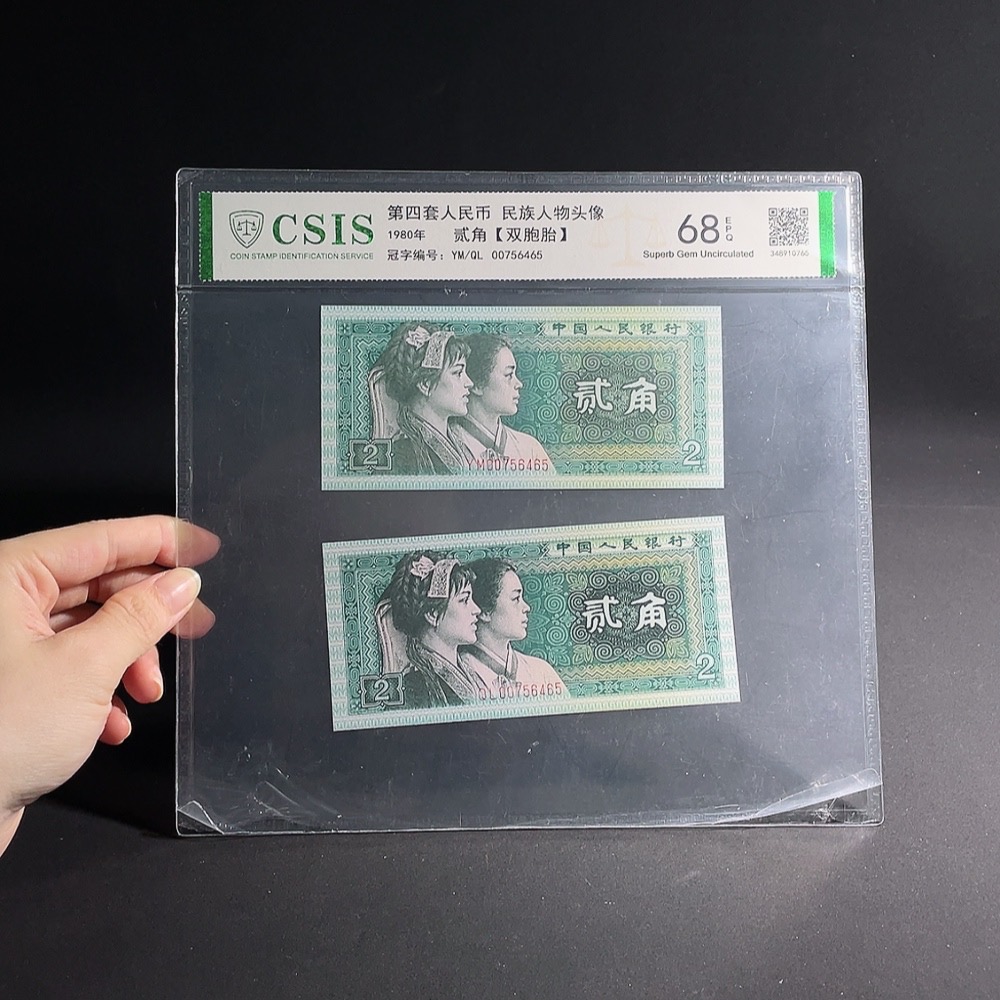 CSIS
COIN STAMP IDENTIFICATION SERVICE
第四套人民币 民族人物头像
1980年 贰角【双胞胎】
冠字编号: YM/QL 00756465
68 EPQ
Superb Gem Uncirculated
348910760
中国人民银行
贰角
2
2
YM00756465
中国人民银行
贰角
2
2
QL00756465